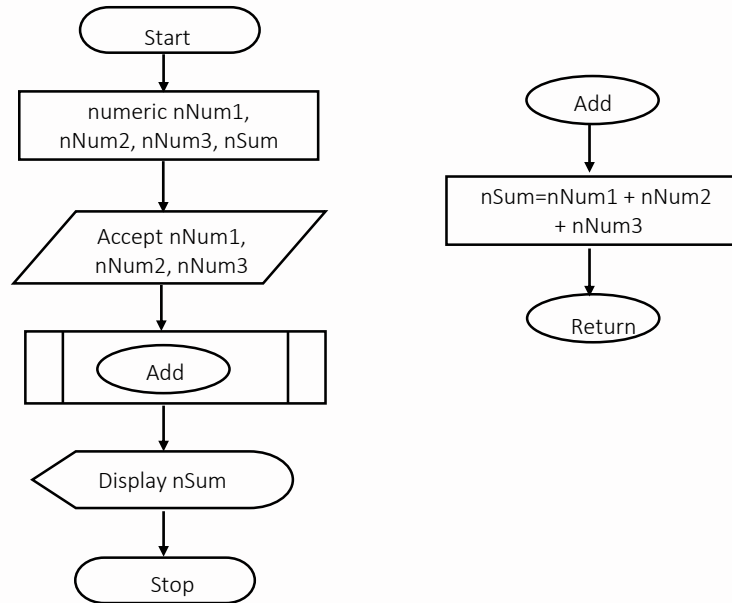 Start
numeric nNum1,
nNum2, nNum3, nSum
Accept nNum1,
nNum2, nNum3
Add
Display nSum
Stop
Add
nSum=nNum1 + nNum2
+ nNum3
Return